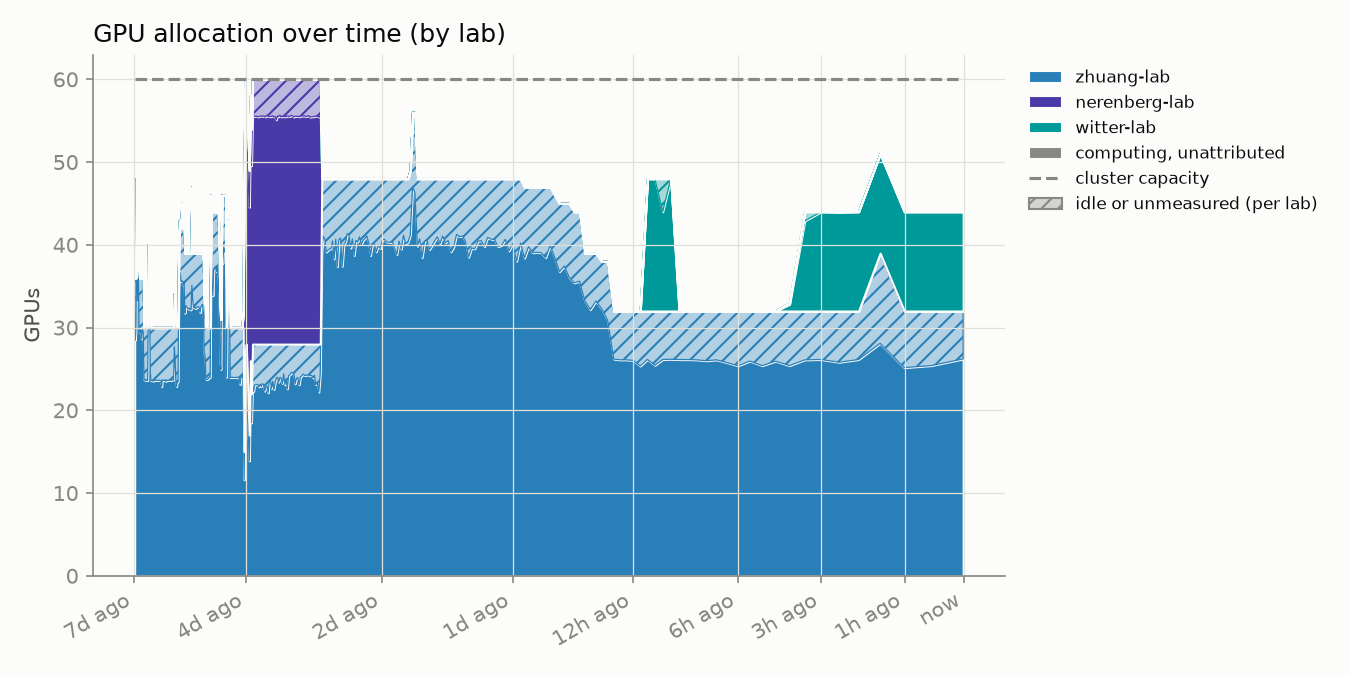 GPU allocation over time (by lab)
GPUs
60
50
40
30
20
10
0
7d ago
4d ago
2d ago
1d ago
12h ago
6h ago
3h ago
1h ago
now
zhuang-lab
nerenberg-lab
witter-lab
computing, unattributed
cluster capacity
idle or unmeasured (per lab)